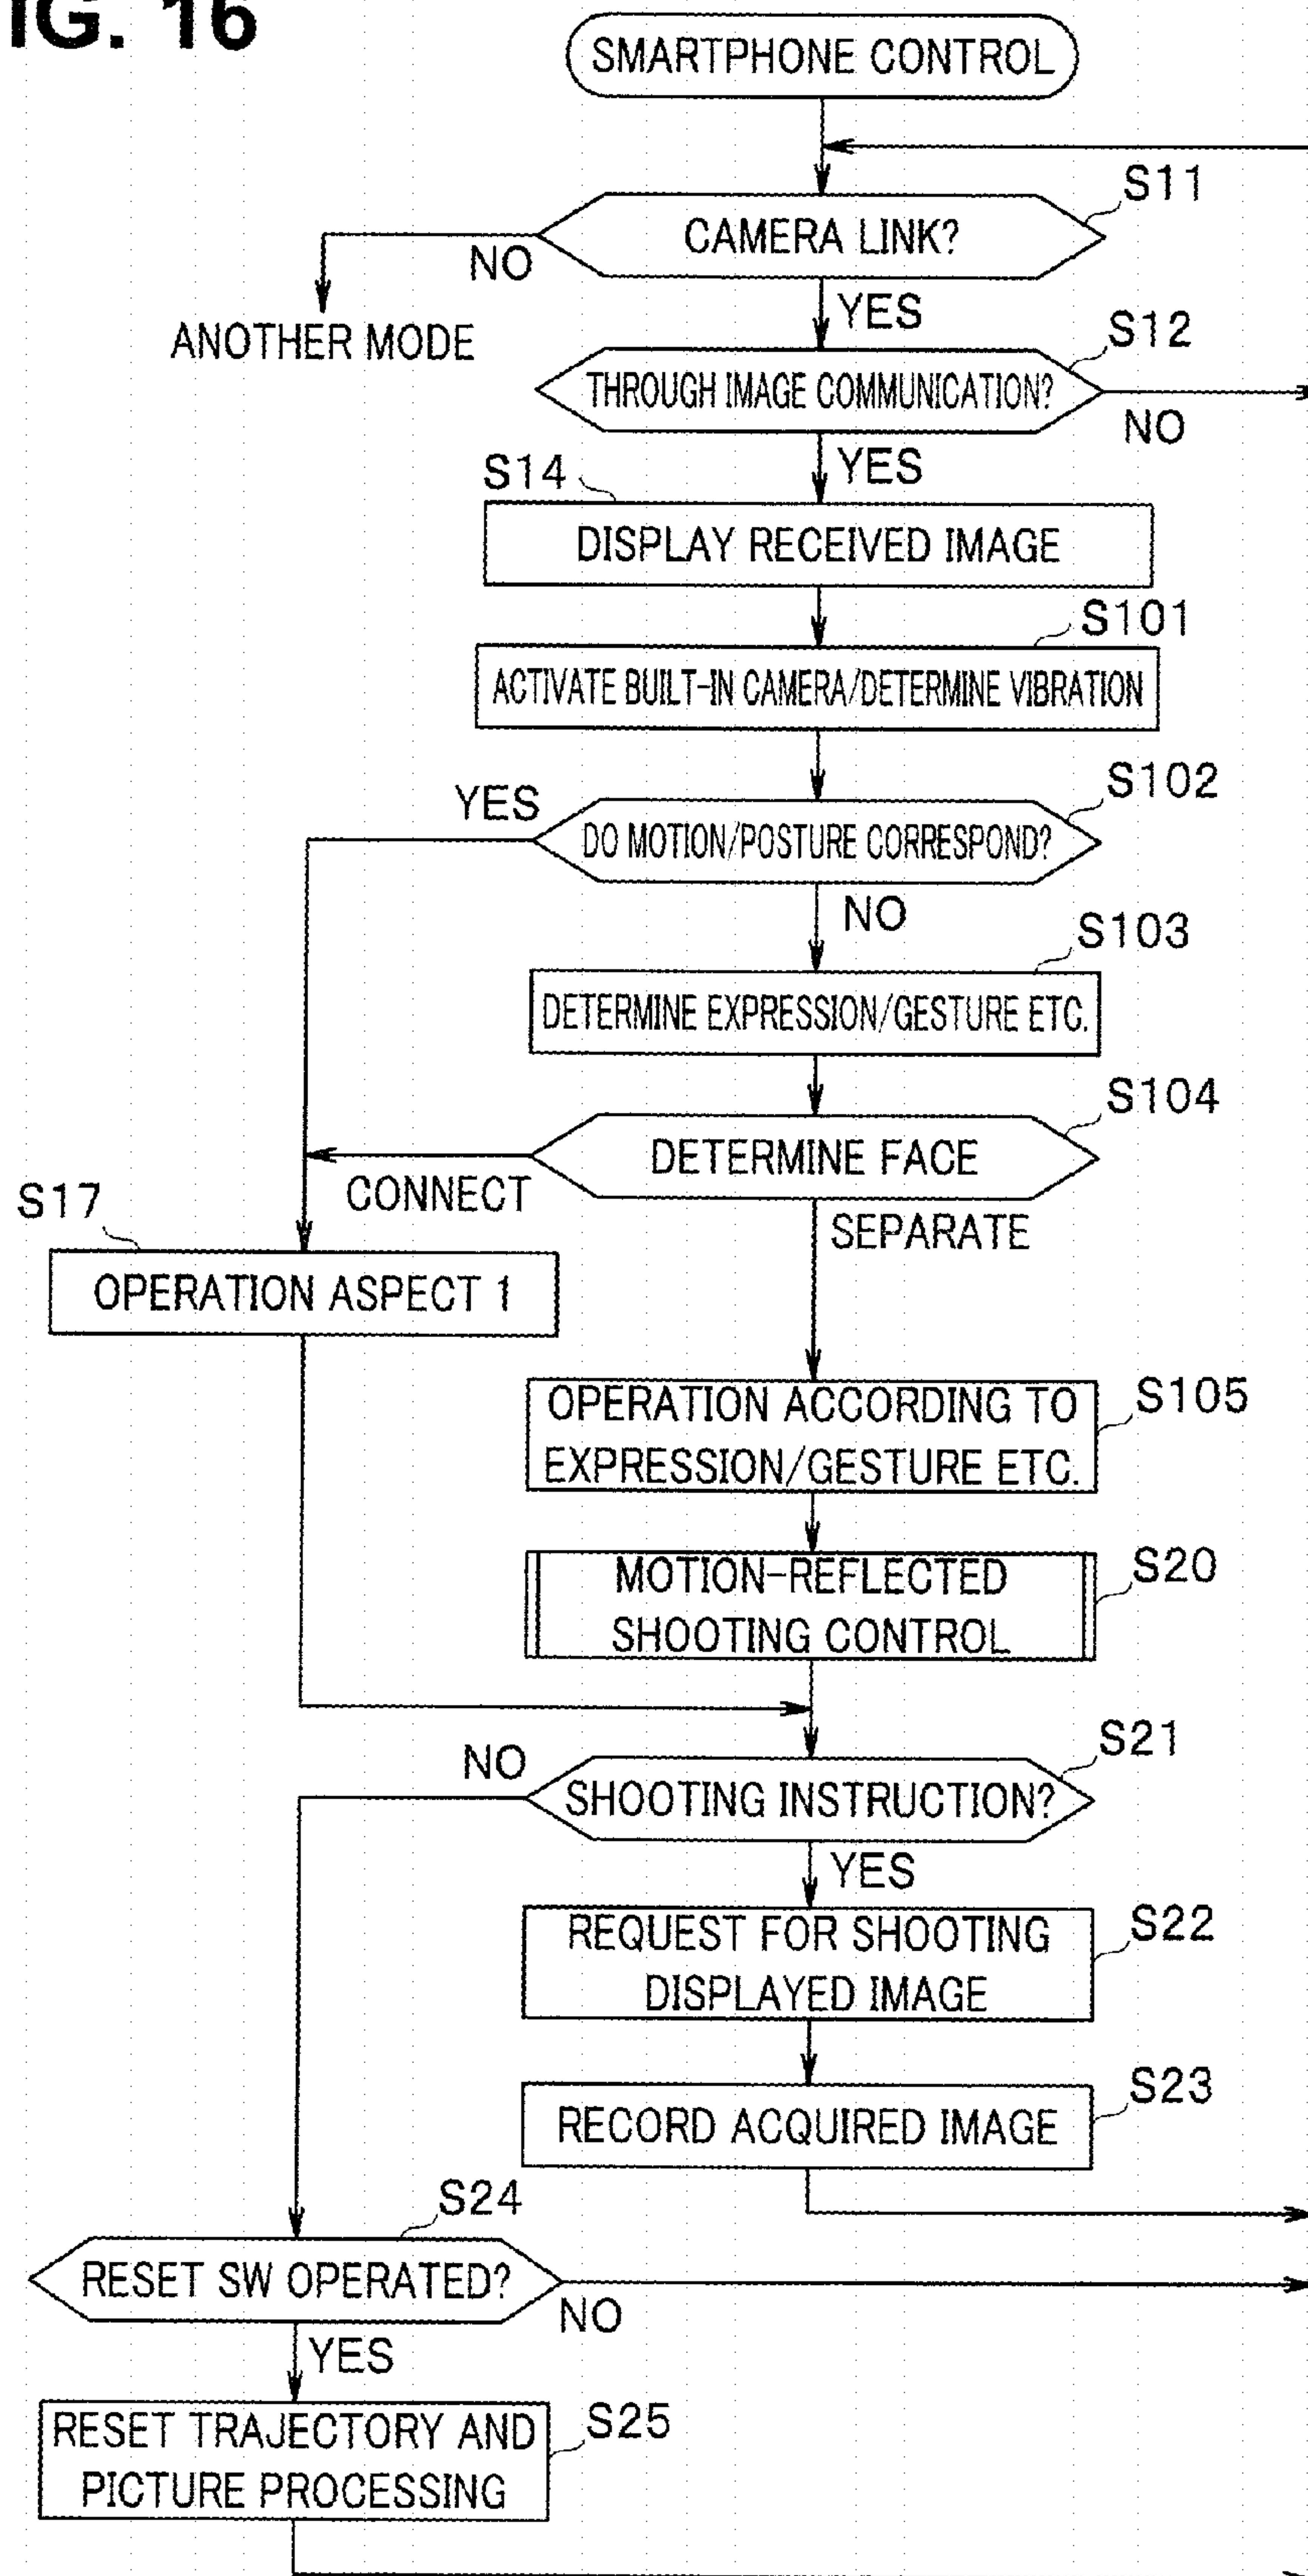 IG. 16
SMARTPHONE CONTROL
S11
CAMERA LINK?
NO
YES
ANOTHER MODE
S12
THROUGH IMAGE COMMUNICATION?
NO
YES
S14
DISPLAY RECEIVED IMAGE
S101
ACTIVATE BUILT-IN CAMERA/DETERMINE VIBRATION
S102
YES
DO MOTION/POSTURE CORRESPOND?
NO
S103
DETERMINE EXPRESSION/GESTURE ETC.
S104
DETERMINE FACE
CONNECT
SEPARATE
S17
OPERATION ASPECT 1
S105
OPERATION ACCORDING TO
EXPRESSION/GESTURE ETC.
S20
MOTION-REFLECTED
SHOOTING CONTROL
S21
NO
SHOOTING INSTRUCTION?
YES
S22
REQUEST FOR SHOOTING
DISPLAYED IMAGE
S23
RECORD ACQUIRED IMAGE
S24
RESET SW OPERATED?
NO
YES
S25
RESET TRAJECTORY AND
PICTURE PROCESSING